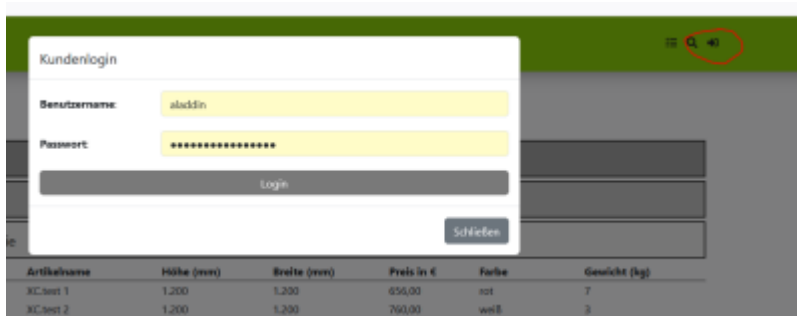 Kundenlogin
Benutzername:
aladdin
Passwort:
Login
Schließen
Artikelname Höhe (mm) Breite (mm) Preis in € Farbe Gewicht (kg)
XC.test 1 1.200 1.200 656,00 rot 7
XC.test 2 1.200 1.200 760,00 weiß 3